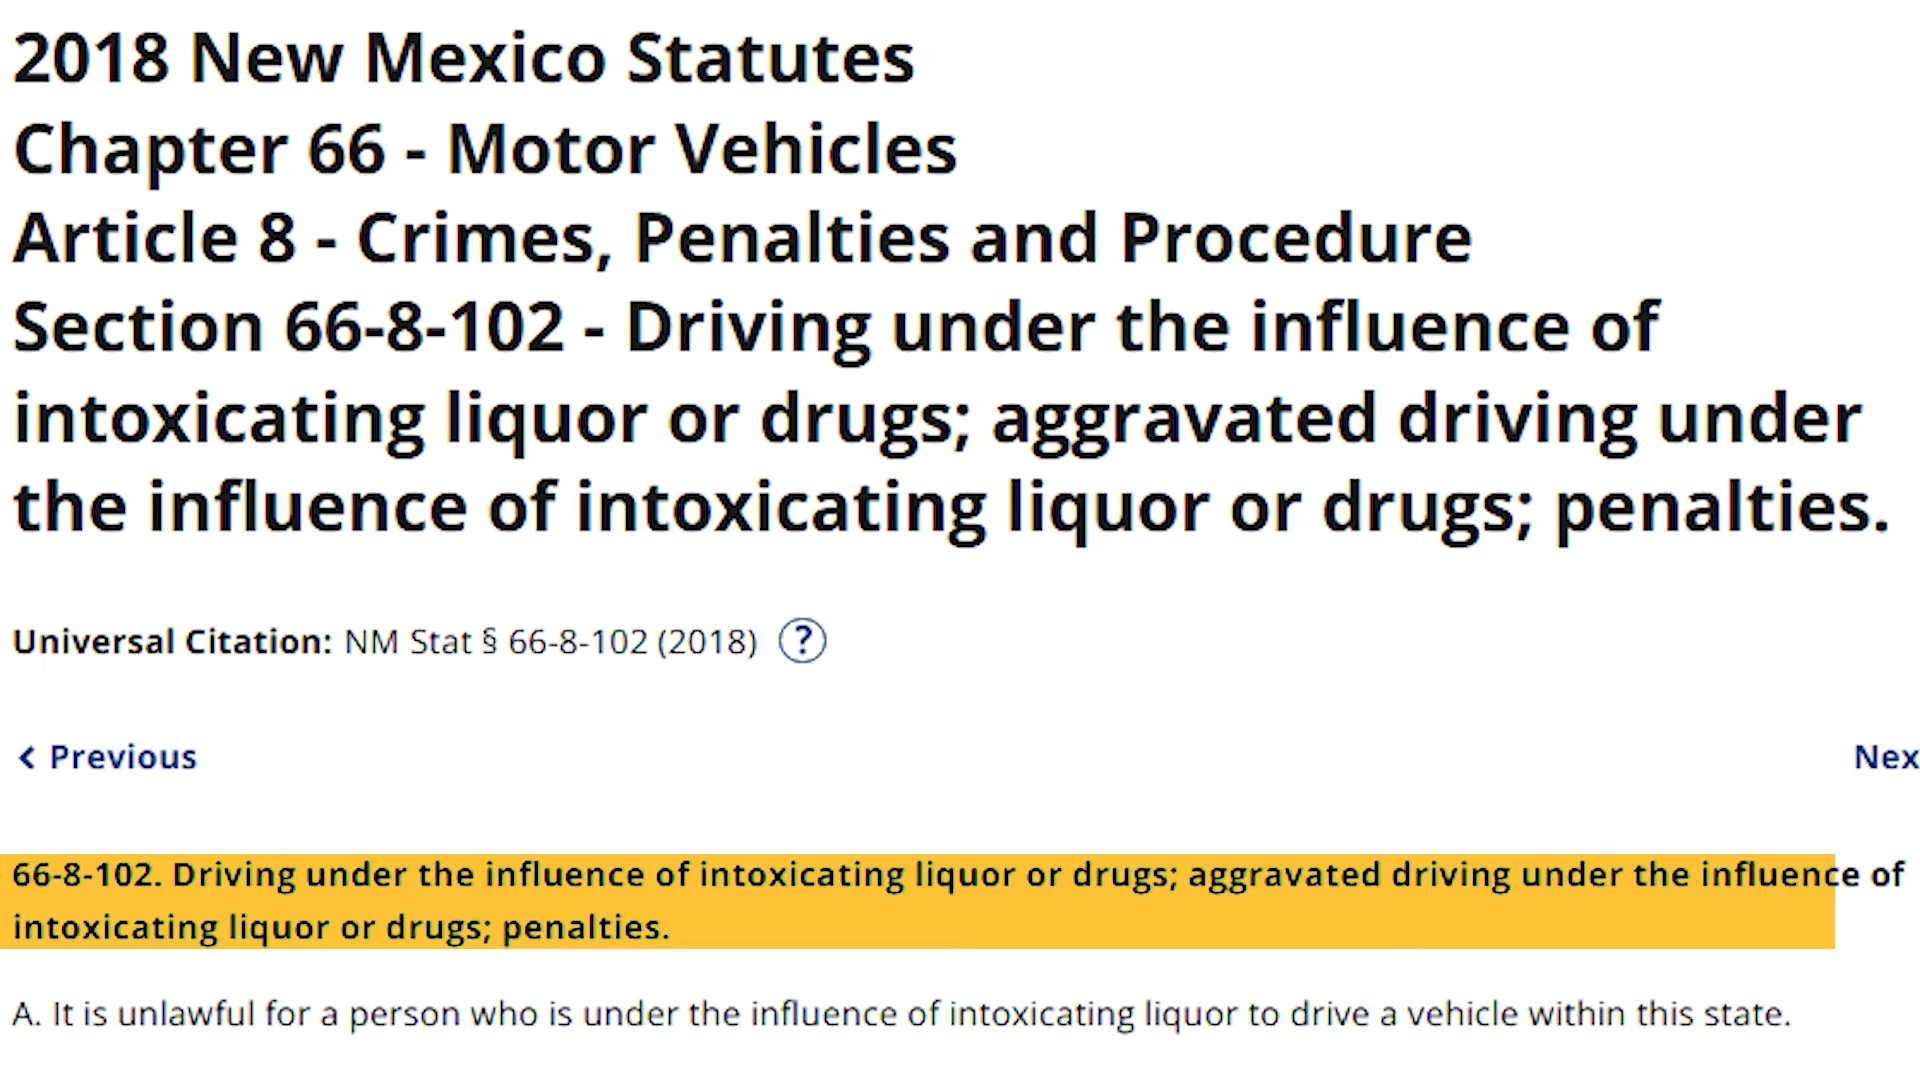 2018 New Mexico Statutes
Chapter 66 - Motor Vehicles
Article 8 - Crimes, Penalties and Procedure
Section 66-8-102 - Driving under the influence of
intoxicating liquor or drugs; aggravated driving under
the influence of intoxicating liquor or drugs; penalties.
Universal Citation: NM Stat § 66-8-102 (2018) ?
< Previous
Nex
66-8-102. Driving under the influence of intoxicating liquor or drugs; aggravated driving under the influence of
intoxicating liquor or drugs; penalties.
A. It is unlawful for a person who is under the influence of intoxicating liquor to drive a vehicle within this state.